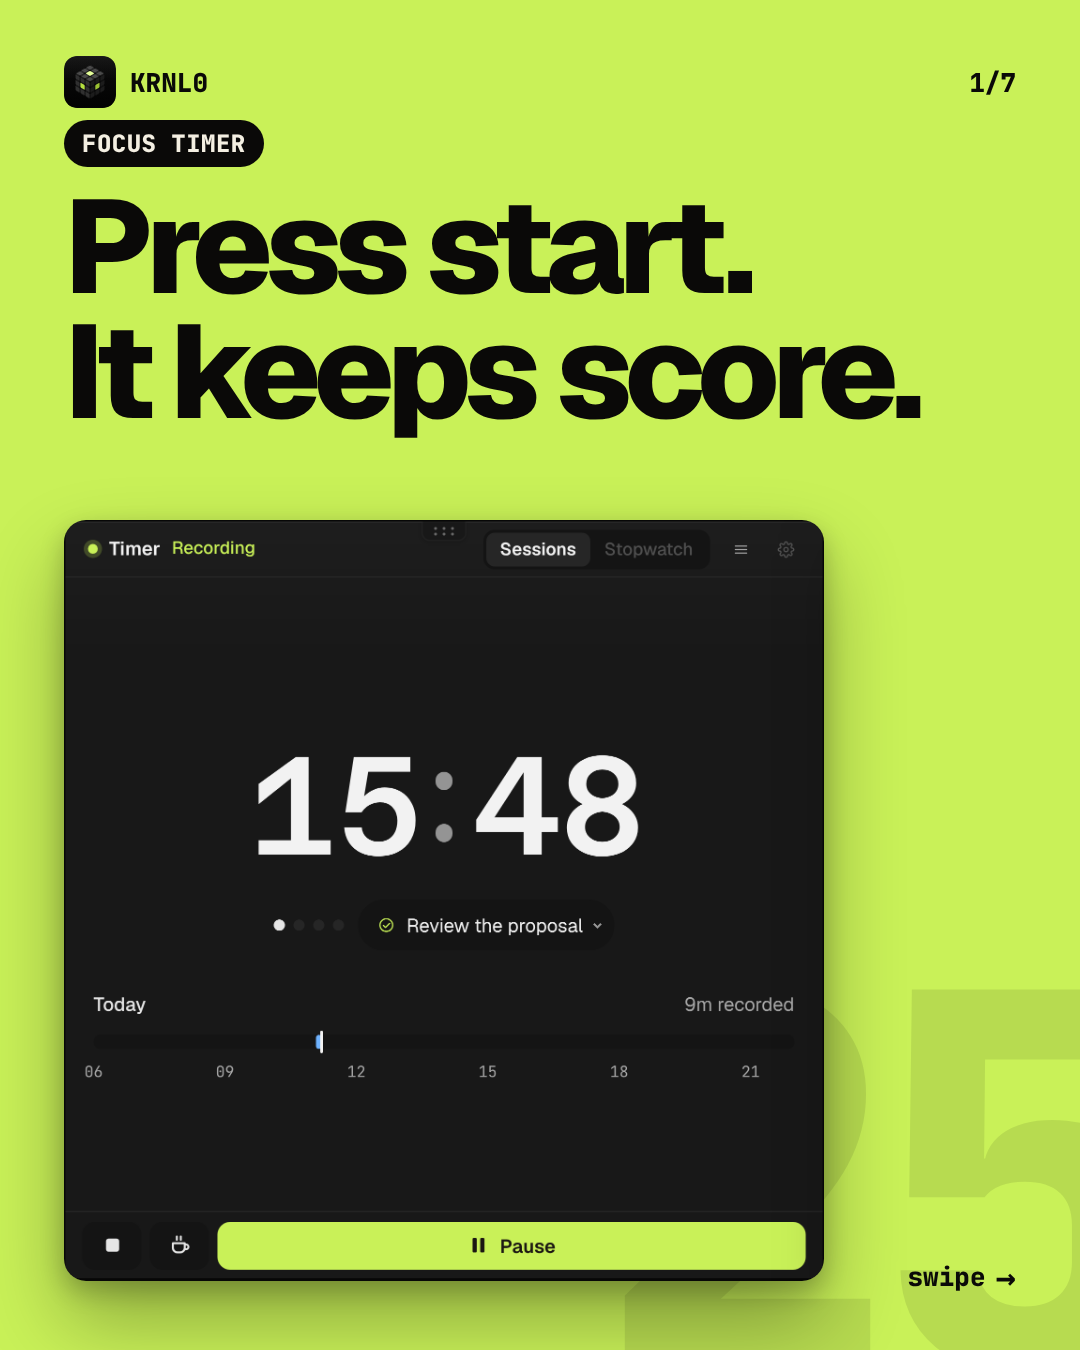 KRNL0
1/7
FOCUS TIMER
Press start.
It keeps score.
Timer Recording
Sessions Stopwatch
15:48
Review the proposal
Today
9m recorded
06 09 12 15 18 21
Pause
25
swipe →